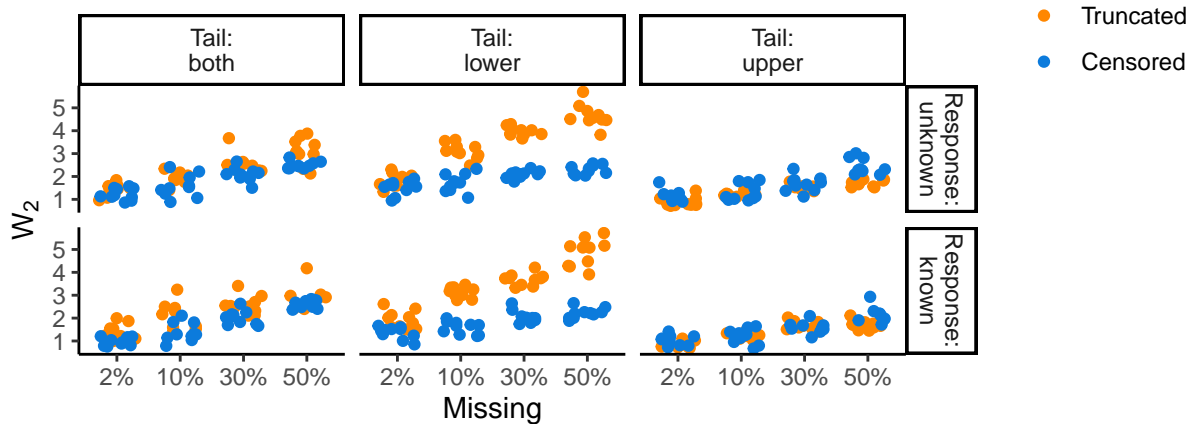 Truncated
Censored
Tail:
both
Tail:
lower
Tail:
upper
Response:
unknown
Response:
known
W2
5
4
3
2
1
5
4
3
2
1
2% 10% 30% 50% 2% 10% 30% 50% 2% 10% 30% 50%
Missing